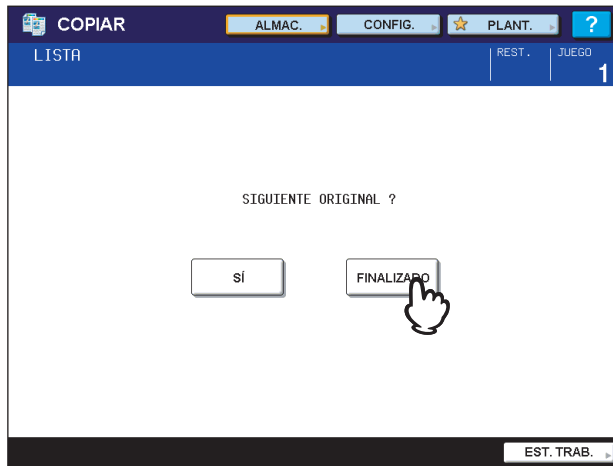 COPIAR ALMAC. CONFIG. PLANT. ?
LISTA REST. JUEGO
1
SIGUIENTE ORIGINAL ?
SÍ FINALIZADO
EST. TRAB.